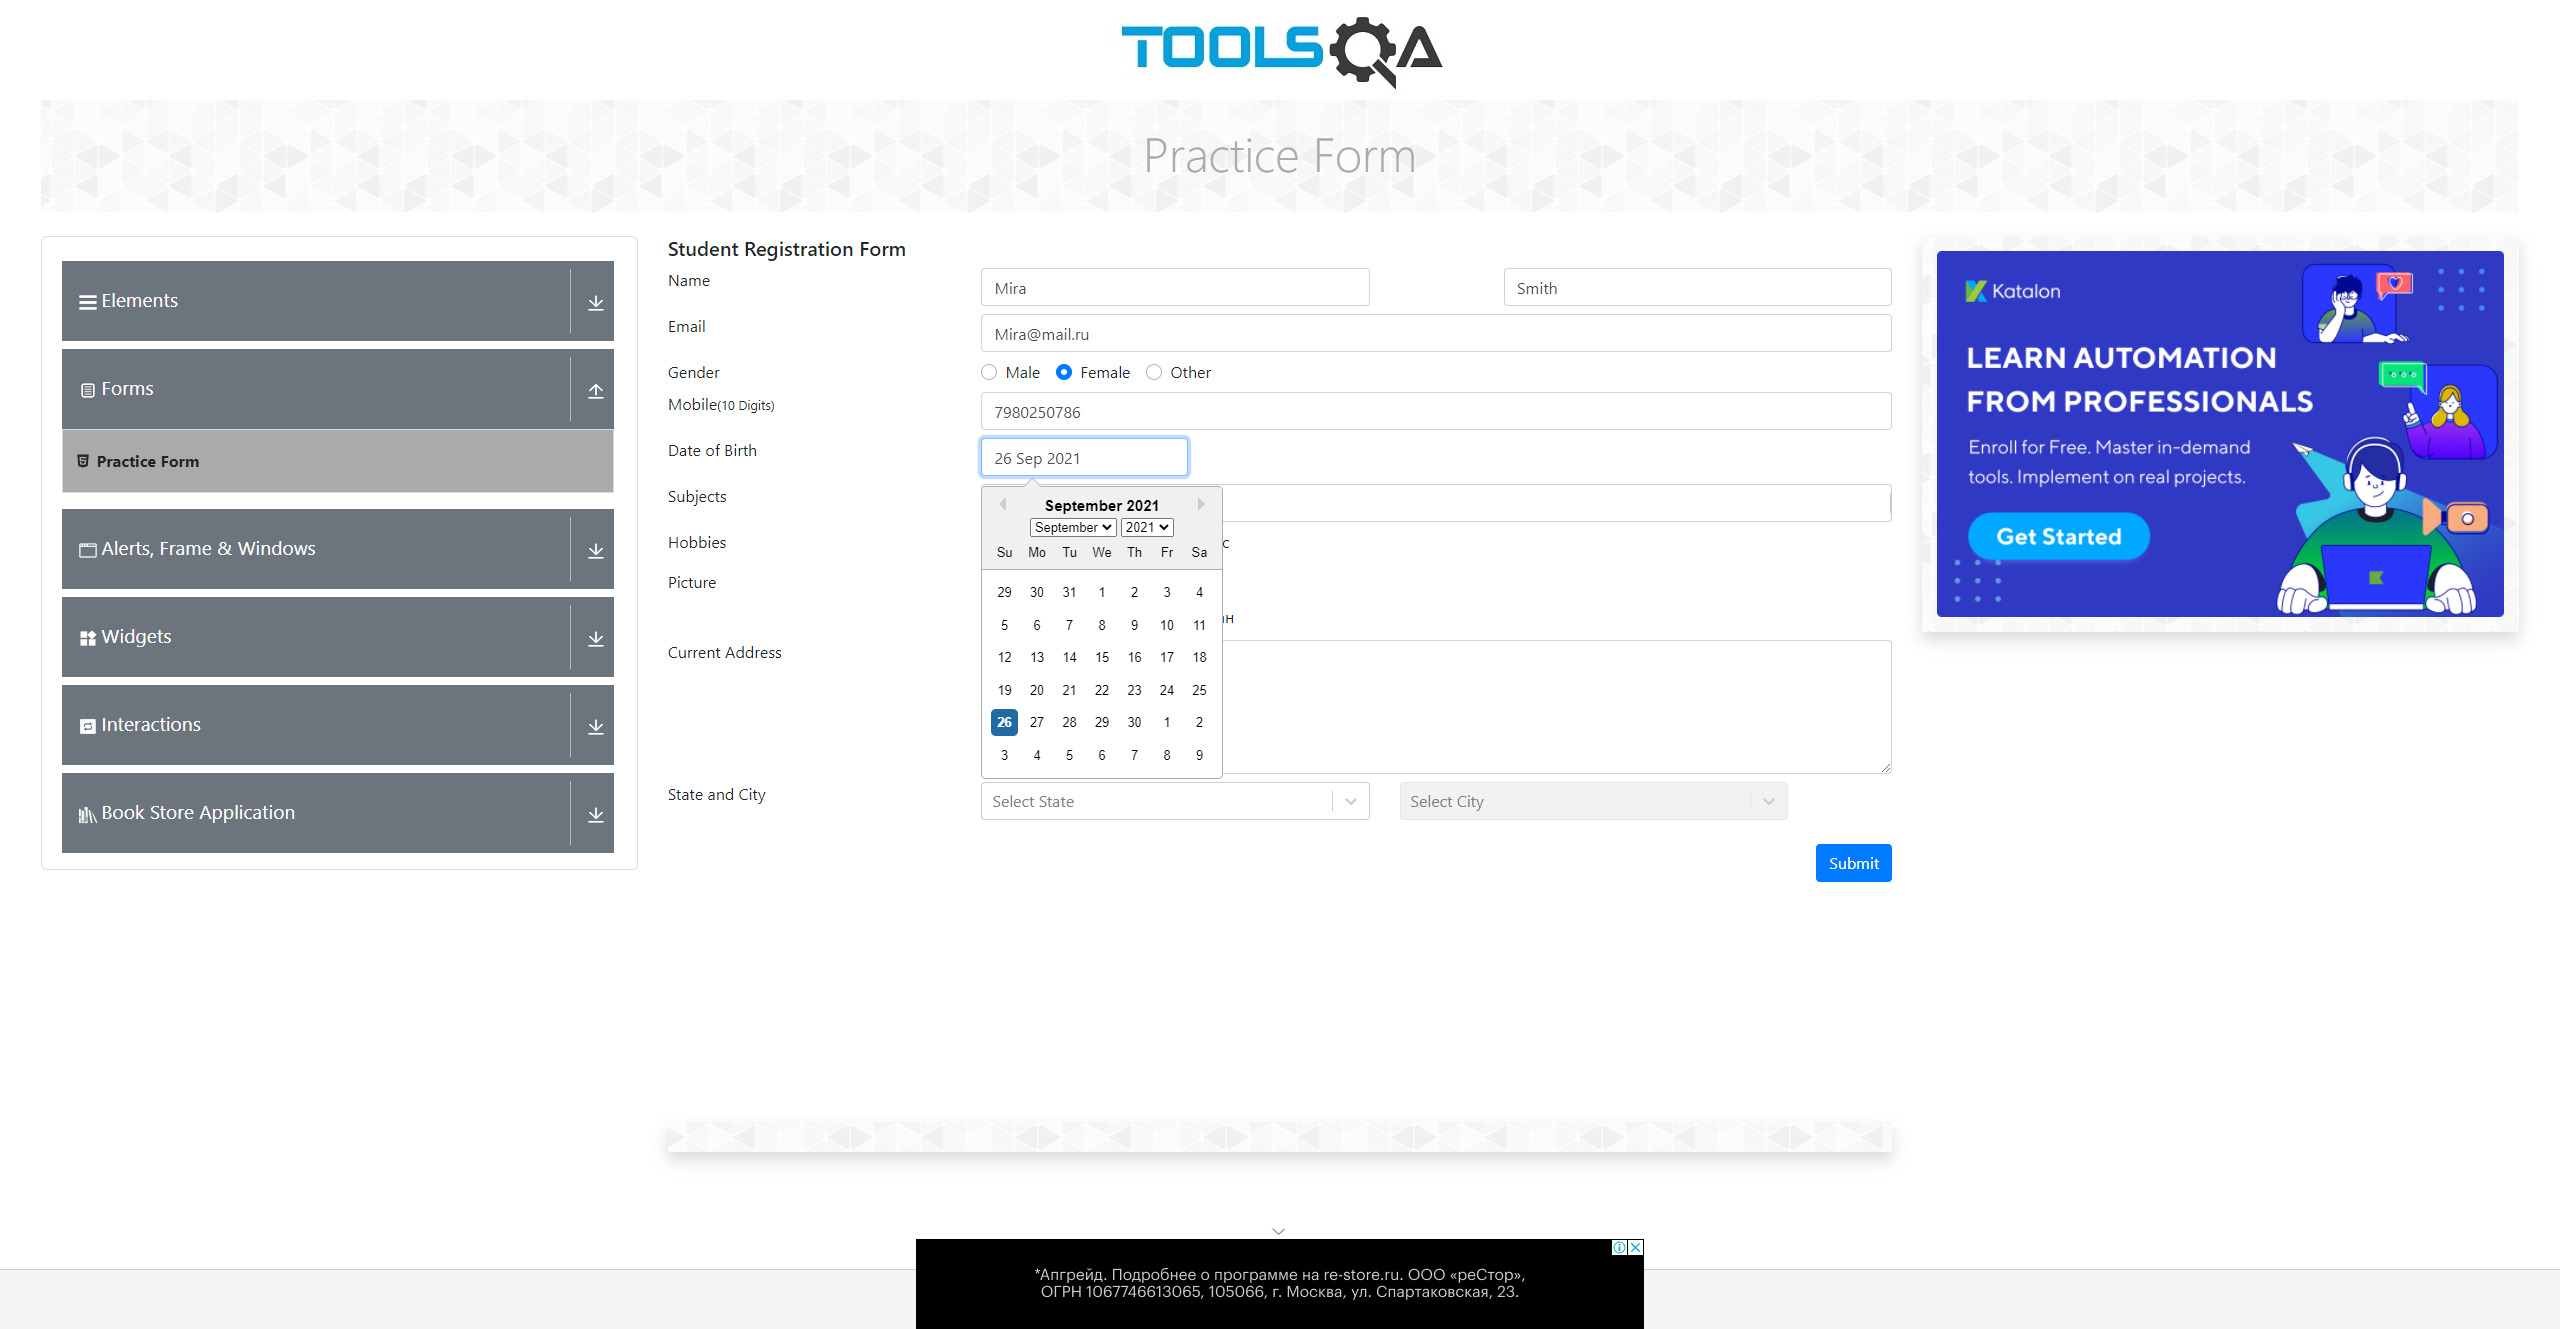 TOOLSQA
Practice Form
Elements
Forms
Practice Form
Alerts, Frame & Windows
Widgets
Interactions
Book Store Application
Student Registration Form
Name
Mira
Smith
Email
Mira@mail.ru
Gender
Male
Female
Other
Mobile(10 Digits)
7980250786
Date of Birth
26 Sep 2021
Subjects
Hobbies
Picture
Current Address
September 2021
September
2021
Su Mo Tu We Th Fr Sa
29 30 31 1 2 3 4
5 6 7 8 9 10 11
12 13 14 15 16 17 18
19 20 21 22 23 24 25
26 27 28 29 30 1 2
3 4 5 6 7 8 9
State and City
Select State
Select City
Submit
Katalon
LEARN AUTOMATION
FROM PROFESSIONALS
Enroll for Free. Master in-demand
tools. Implement on real projects.
Get Started
*Апгрейд. Подробнее о программе на re-store.ru. ООО «реСтор»,
ОГРН 1067746613065, 105066, г. Москва, ул. Спартаковская, 23.